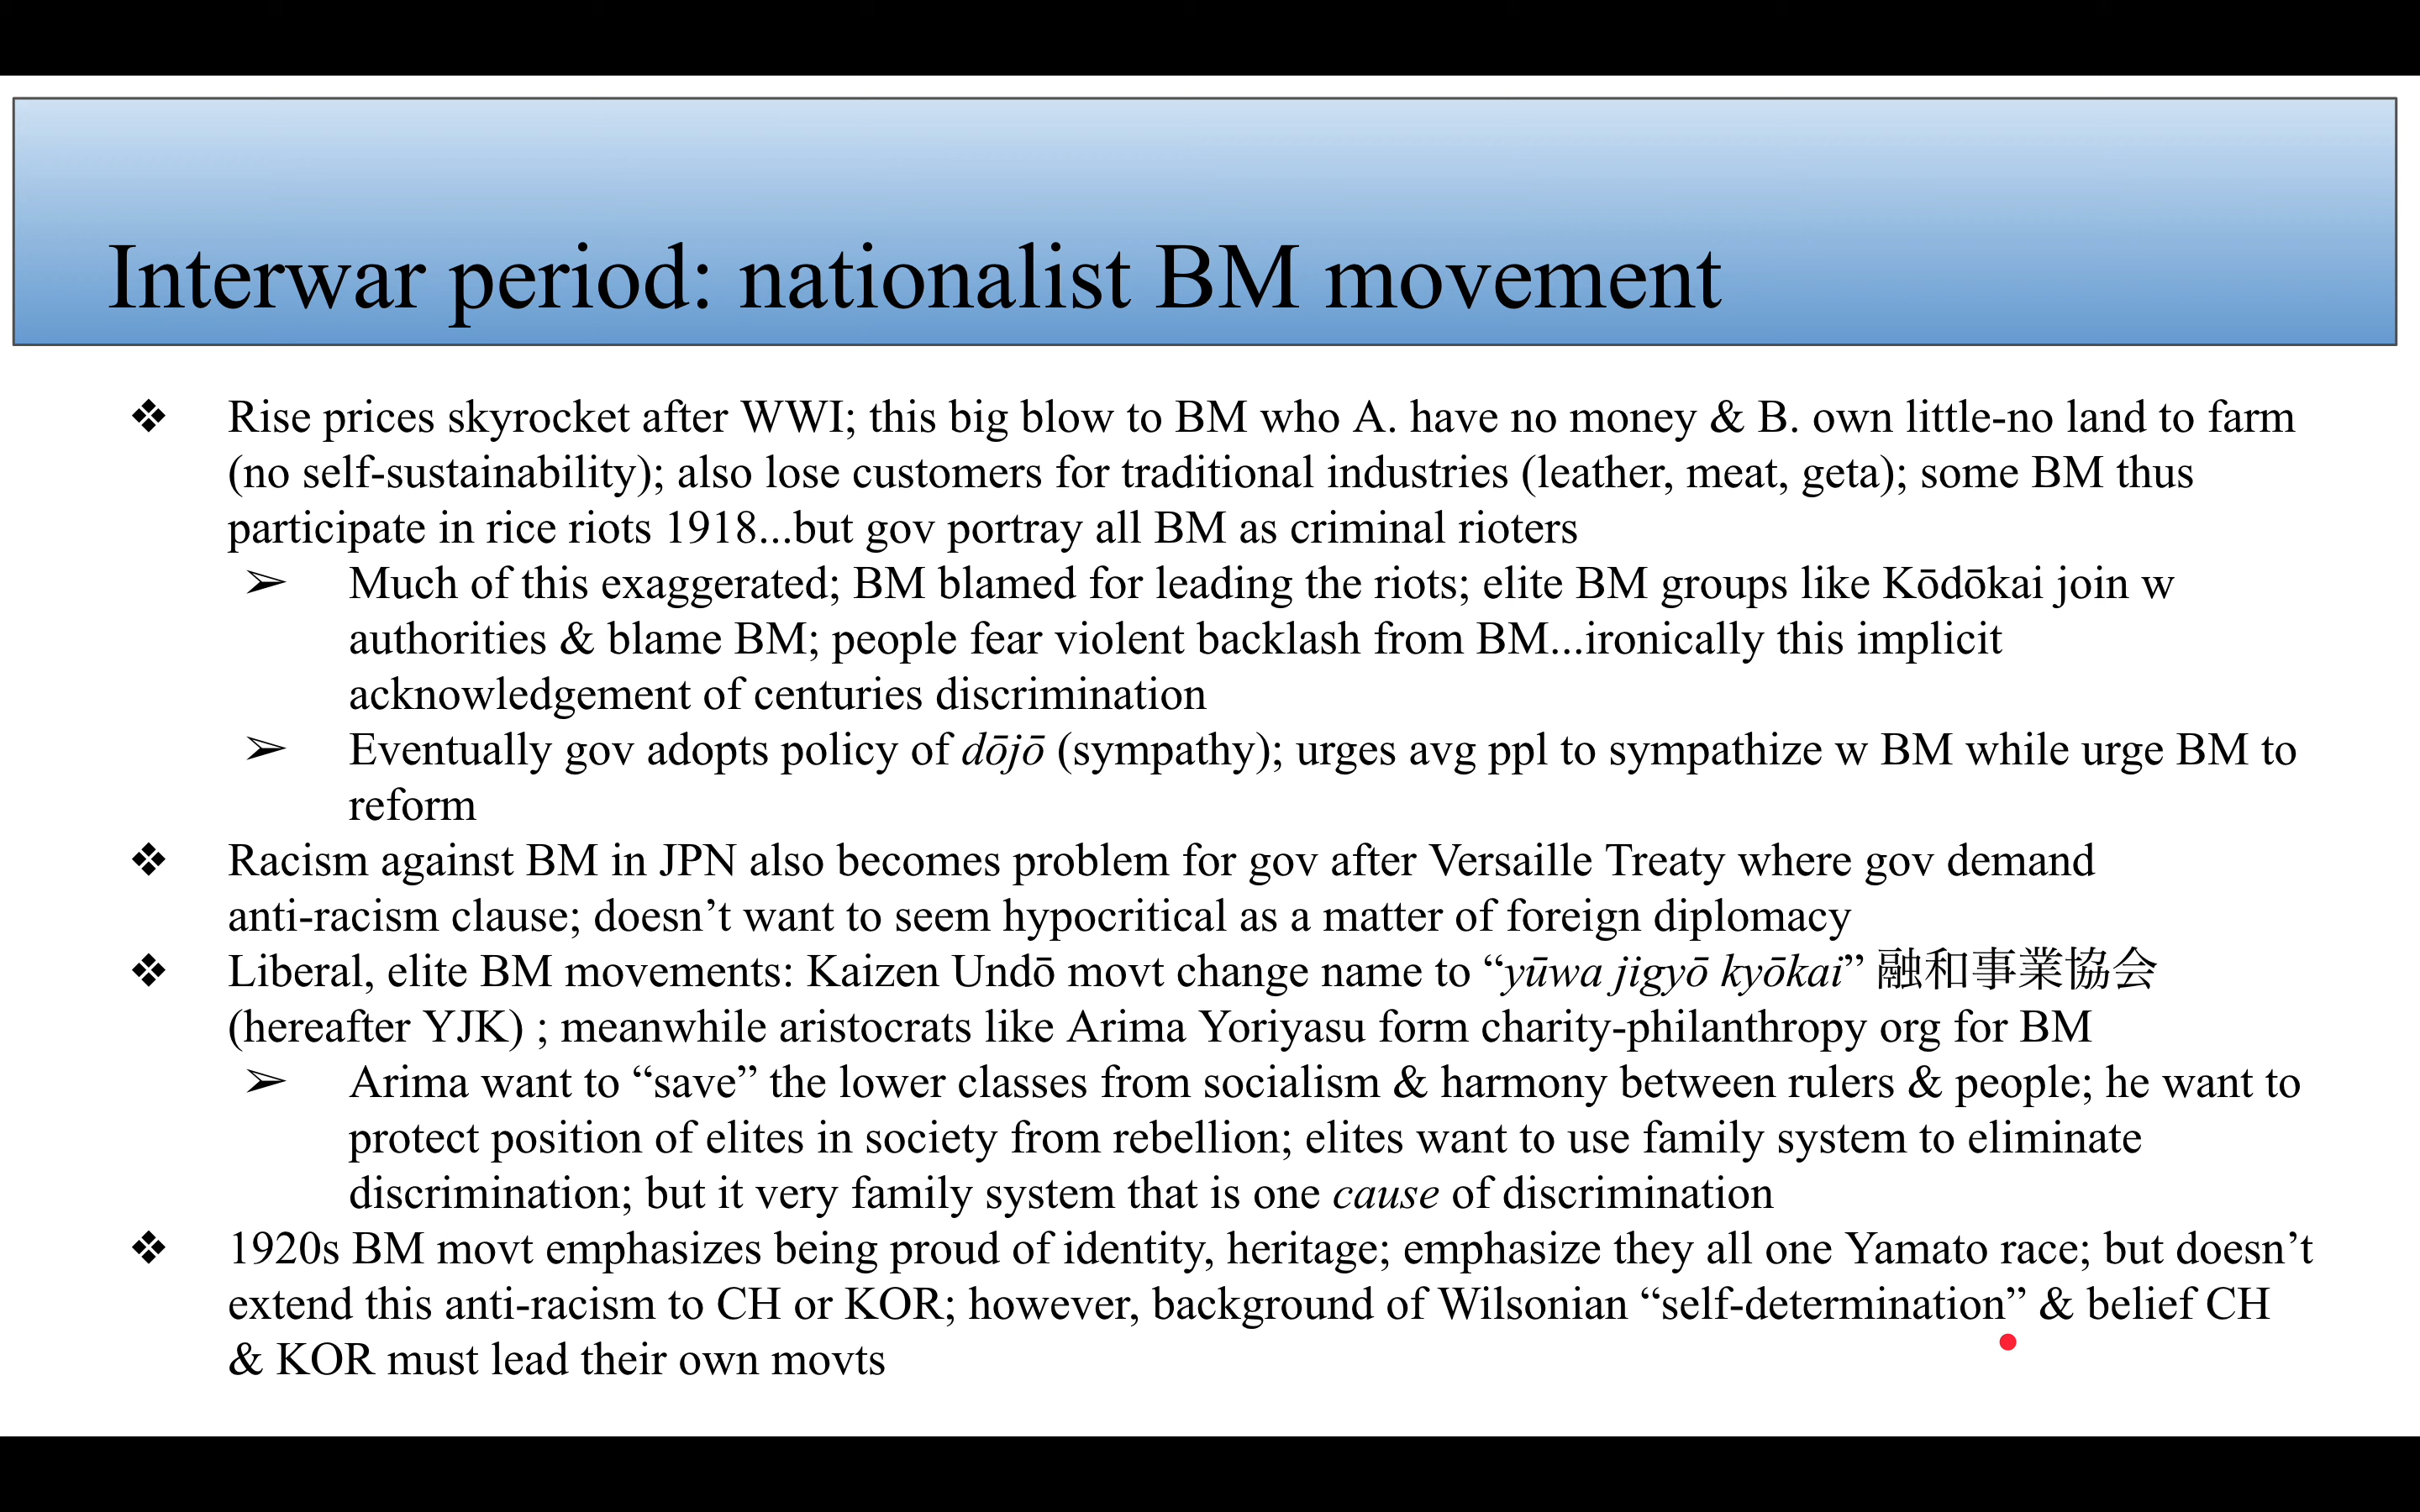 Interwar period: nationalist BM movement
❖ Rise prices skyrocket after WWI; this big blow to BM who A. have no money & B. own little-no land to farm
(no self-sustainability); also lose customers for traditional industries (leather, meat, geta); some BM thus
participate in rice riots 1918...but gov portray all BM as criminal rioters
➢ Much of this exaggerated; BM blamed for leading the riots; elite BM groups like Kōdōkai join w
authorities & blame BM; people fear violent backlash from BM...ironically this implicit
acknowledgement of centuries discrimination
➢ Eventually gov adopts policy of dōjō (sympathy); urges avg ppl to sympathize w BM while urge BM to
reform
❖ Racism against BM in JPN also becomes problem for gov after Versaille Treaty where gov demand
anti-racism clause; doesn’t want to seem hypocritical as a matter of foreign diplomacy
❖ Liberal, elite BM movements: Kaizen Undō movt change name to “yūwa jigyō kyōkai” 融和事業協会
(hereafter YJK) ; meanwhile aristocrats like Arima Yoriyasu form charity-philanthropy org for BM
➢ Arima want to “save” the lower classes from socialism & harmony between rulers & people; he want to
protect position of elites in society from rebellion; elites want to use family system to eliminate
discrimination; but it very family system that is one cause of discrimination
❖ 1920s BM movt emphasizes being proud of identity, heritage; emphasize they all one Yamato race; but doesn’t
extend this anti-racism to CH or KOR; however, background of Wilsonian “self-determination” & belief CH
& KOR must lead their own movts